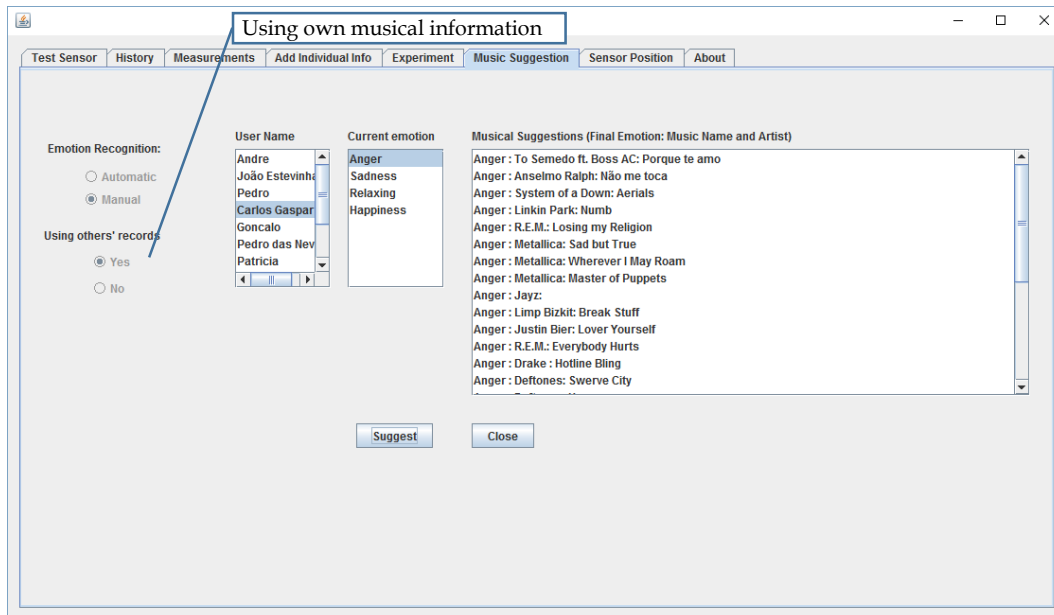 Using own musical information
Test Sensor History Measurements Add Individual Info Experiment Music Suggestion Sensor Position About
Emotion Recognition:
Automatic
Manual
Using others' records
Yes
No
User Name
Andre
João Estevinha
Pedro
Carlos Gaspar
Goncalo
Pedro das Nev
Patricia
Current emotion
Anger
Sadness
Relaxing
Happiness
Musical Suggestions (Final Emotion: Music Name and Artist)
Anger : To Semedo ft. Boss AC: Porque te amo
Anger : Anselmo Ralph: Não me toca
Anger : System of a Down: Aerials
Anger : Linkin Park: Numb
Anger : R.E.M.: Losing my Religion
Anger : Metallica: Sad but True
Anger : Metallica: Wherever I May Roam
Anger : Metallica: Master of Puppets
Anger : Jayz:
Anger : Limp Bizkit: Break Stuff
Anger : Justin Bier: Lover Yourself
Anger : R.E.M.: Everybody Hurts
Anger : Drake : Hotline Bling
Anger : Deftones: Swerve City
Suggest
Close